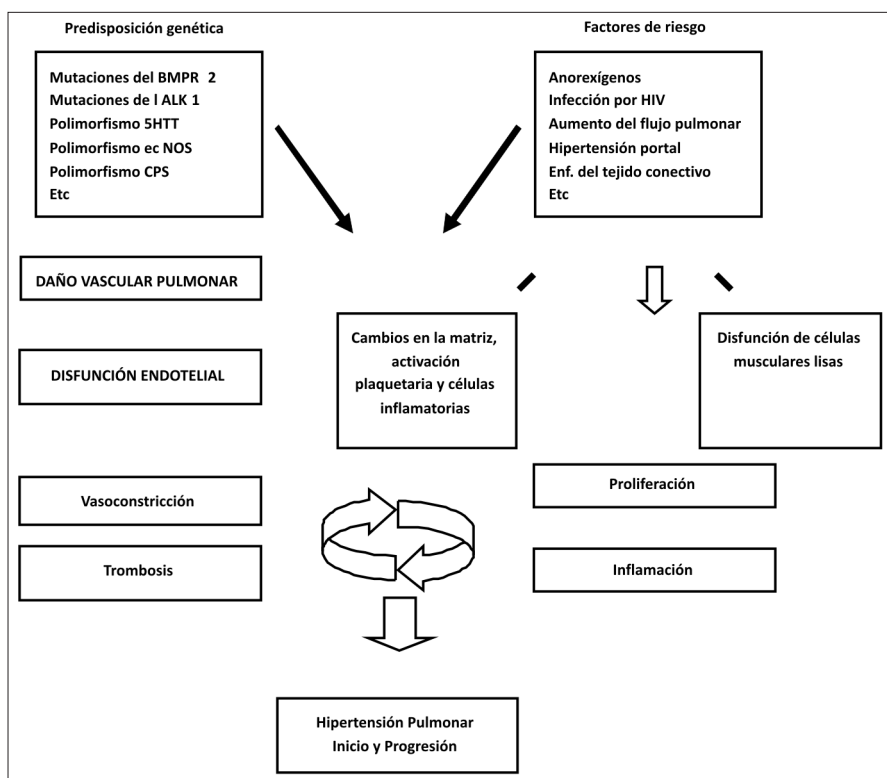 Predisposición genética
Factores de riesgo
Mutaciones del BMPR 2
Mutaciones de l ALK 1
Polimorfismo 5HTT
Polimorfismo ec NOS
Polimorfismo CPS
Etc
Anorexígenos
Infección por HIV
Aumento del flujo pulmonar
Hipertensión portal
Enf. del tejido conectivo
Etc
DAÑO VASCULAR PULMONAR
DISFUNCIÓN ENDOTELIAL
Cambios en la matriz,
activación
plaquetaria y células
inflamatorias
Disfunción de células
musculares lisas
Vasoconstricción
Proliferación
Trombosis
Inflamación
Hipertensión Pulmonar
Inicio y Progresión